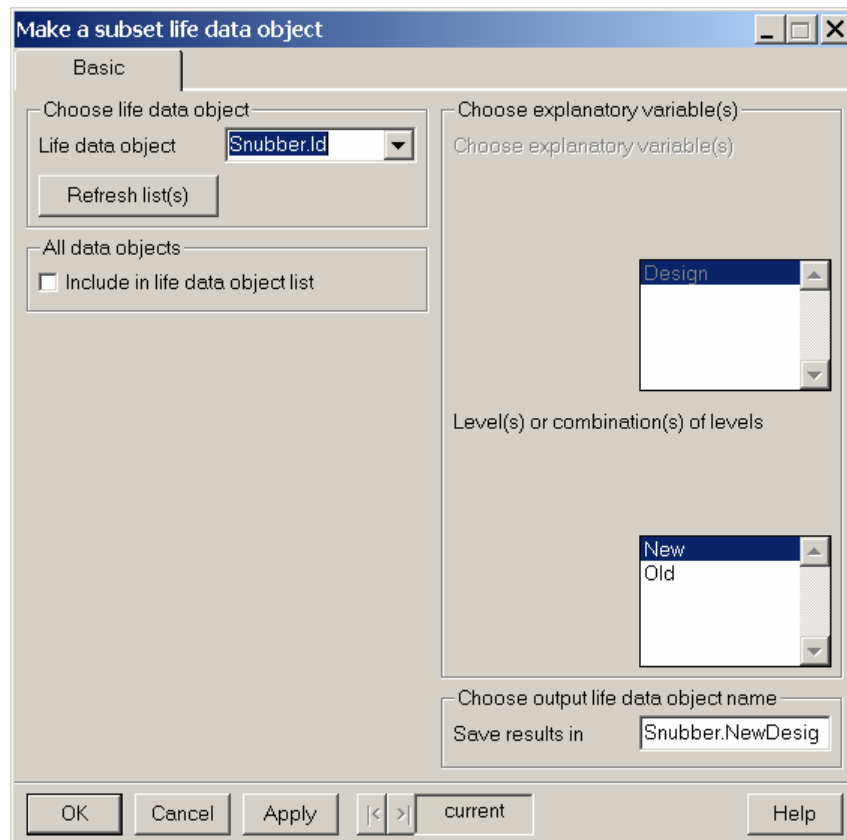 Make a subset life data object
Basic
Choose life data object
Life data object
Snubber.ld
Refresh list(s)
All data objects
Include in life data object list
Choose explanatory variable(s)
Choose explanatory variable(s)
Design
Level(s) or combination(s) of levels
New
Old
Choose output life data object name
Save results in
Snubber.NewDesig
OK
Cancel
Apply
|<
>|
current
Help